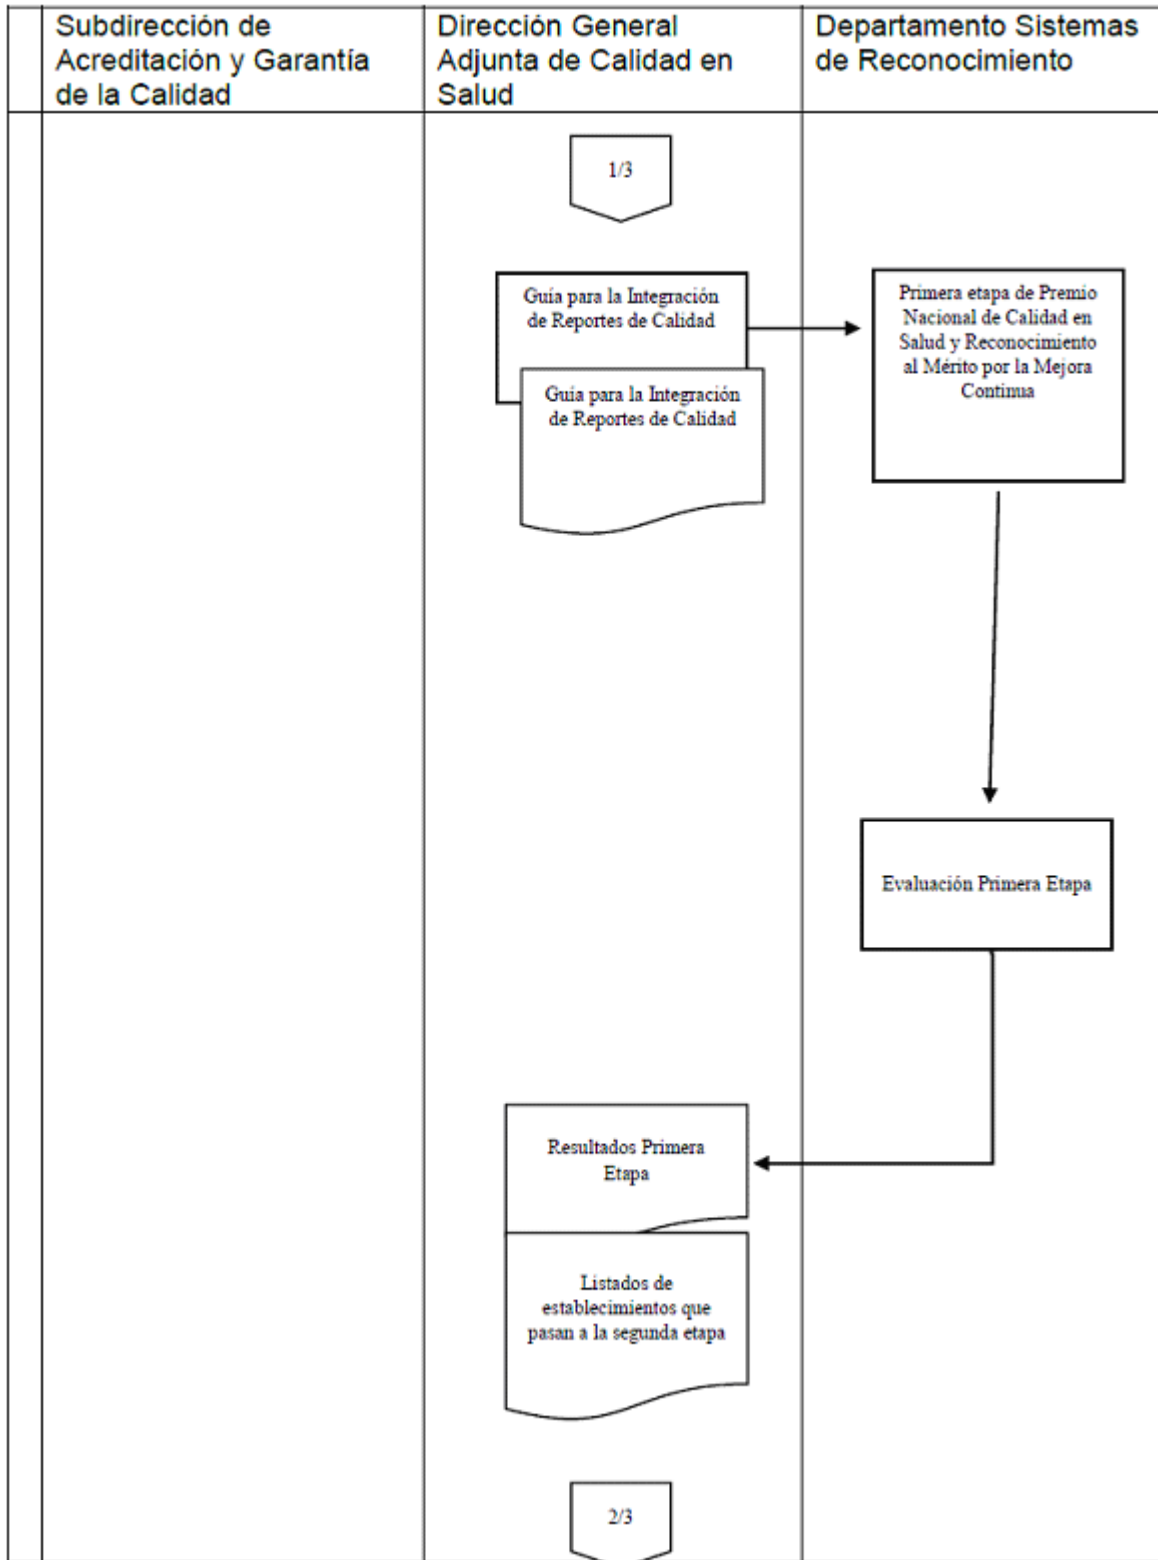 Subdirección de
Acreditación y Garantía
de la Calidad
Dirección General
Adjunta de Calidad en
Salud
Departamento Sistemas
de Reconocimiento
1/3
Guía para la Integración
de Reportes de Calidad
Guía para la Integración
de Reportes de Calidad
Primera etapa de Premio
Nacional de Calidad en
Salud y Reconocimiento
al Mérito por la Mejora
Continua
Evaluación Primera Etapa
Resultados Primera
Etapa
Listados de
establecimientos que
pasan a la segunda etapa
2/3